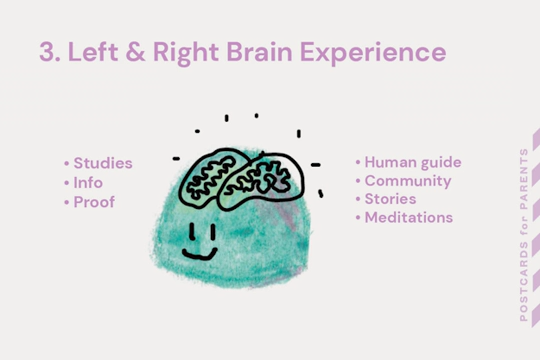 3. Left & Right Brain Experience
• Studies
• Info
• Proof
• Human guide
• Community
• Stories
• Meditations
POSTCARDS for PARENTS